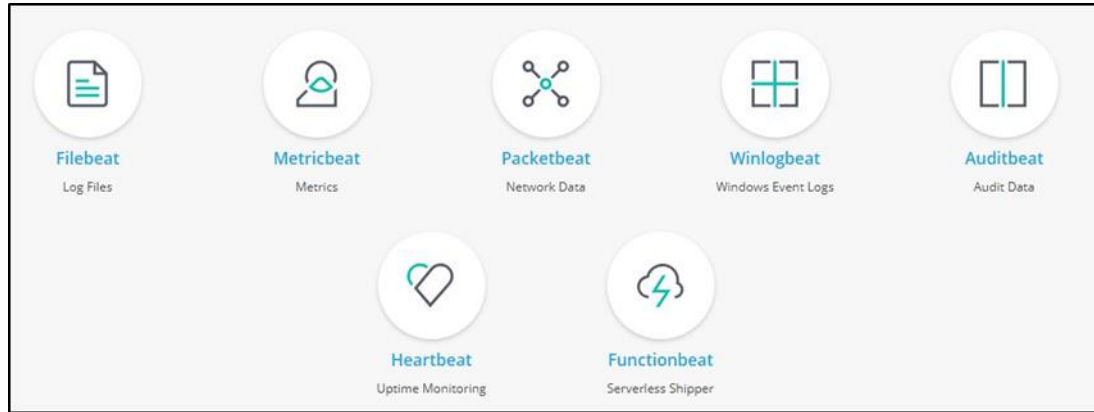 Filebeat
Log Files
Metricbeat
Metrics
Packetbeat
Network Data
Winlogbeat
Windows Event Logs
Auditbeat
Audit Data
Heartbeat
Uptime Monitoring
Functionbeat
Serverless Shipper